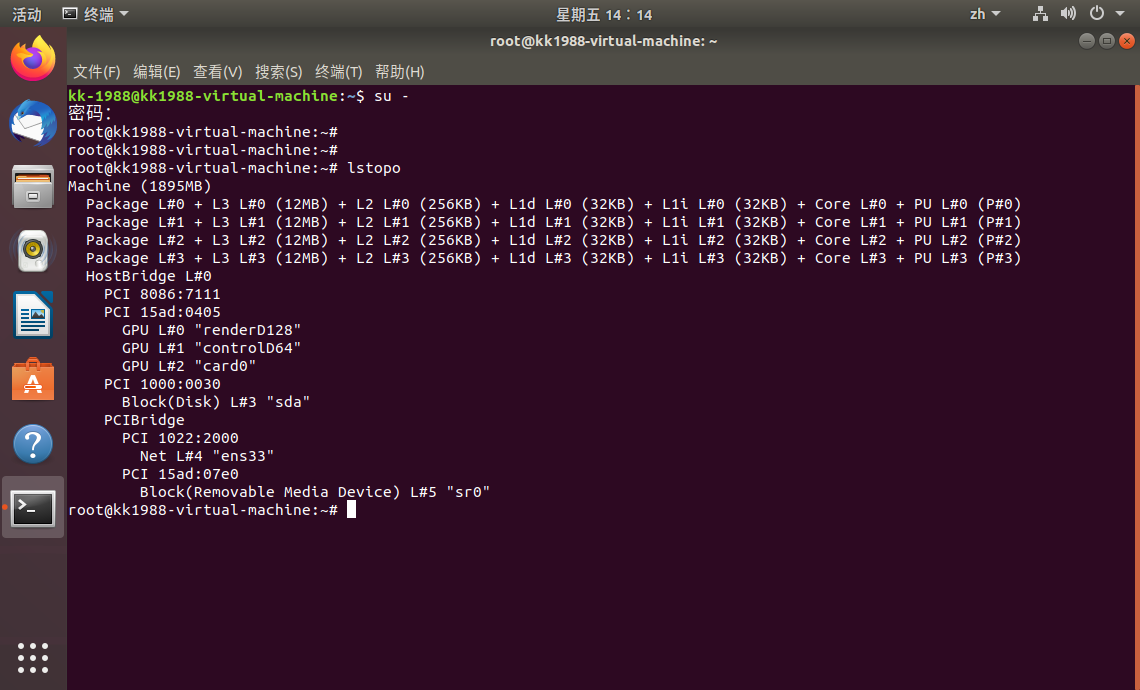 活动 终端 星期五 14：14 zh
root@kk1988-virtual-machine: ~
文件(F) 编辑(E) 查看(V) 搜索(S) 终端(T) 帮助(H)
kk-1988@kk1988-virtual-machine:~$ su -
密码：
root@kk1988-virtual-machine:~#
root@kk1988-virtual-machine:~#
root@kk1988-virtual-machine:~# lstopo
Machine (1895MB)
  Package L#0 + L3 L#0 (12MB) + L2 L#0 (256KB) + L1d L#0 (32KB) + L1i L#0 (32KB) + Core L#0 + PU L#0 (P#0)
  Package L#1 + L3 L#1 (12MB) + L2 L#1 (256KB) + L1d L#1 (32KB) + L1i L#1 (32KB) + Core L#1 + PU L#1 (P#1)
  Package L#2 + L3 L#2 (12MB) + L2 L#2 (256KB) + L1d L#2 (32KB) + L1i L#2 (32KB) + Core L#2 + PU L#2 (P#2)
  Package L#3 + L3 L#3 (12MB) + L2 L#3 (256KB) + L1d L#3 (32KB) + L1i L#3 (32KB) + Core L#3 + PU L#3 (P#3)
  HostBridge L#0
    PCI 8086:7111
    PCI 15ad:0405
      GPU L#0 "renderD128"
      GPU L#1 "controlD64"
      GPU L#2 "card0"
    PCI 1000:0030
      Block(Disk) L#3 "sda"
    PCIBridge
      PCI 1022:2000
        Net L#4 "ens33"
      PCI 15ad:07e0
        Block(Removable Media Device) L#5 "sr0"
root@kk1988-virtual-machine:~#